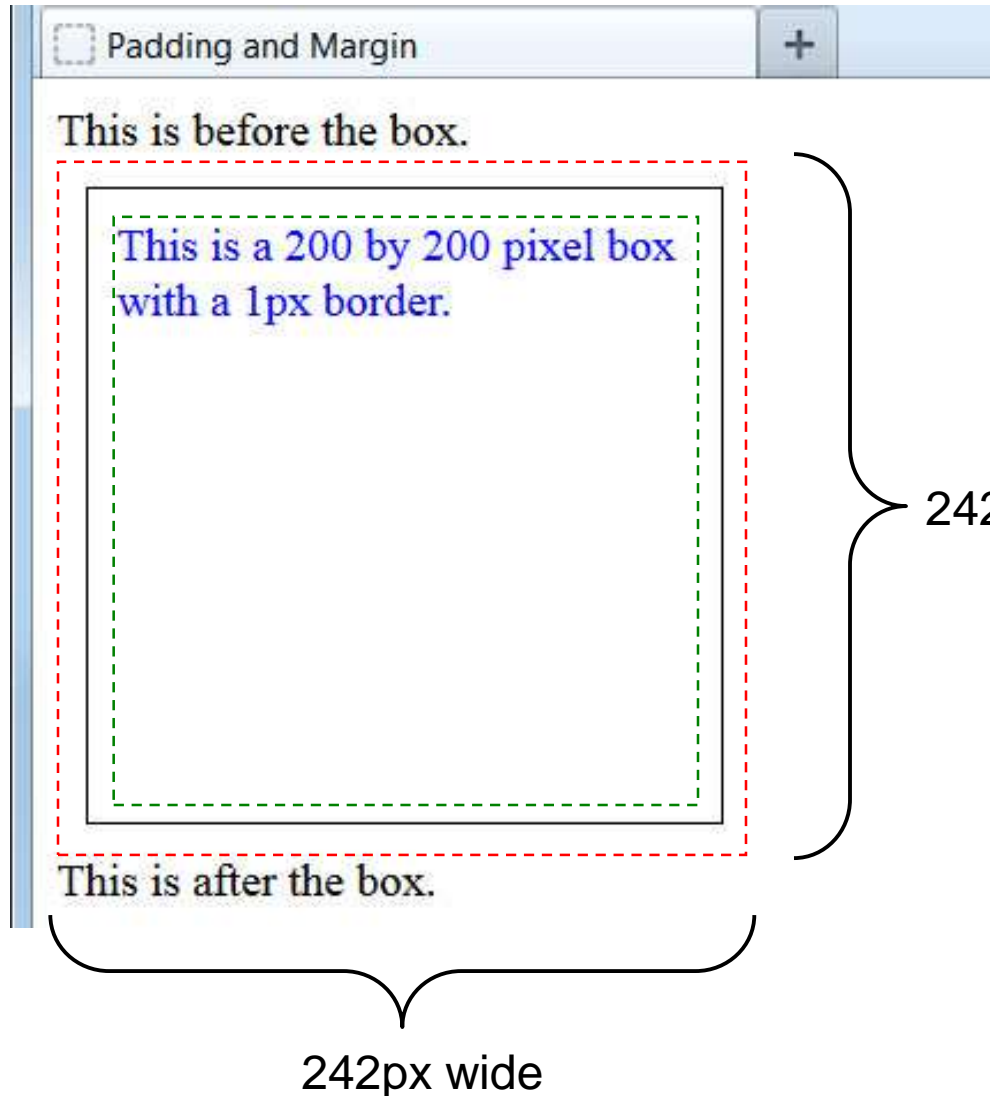 Padding and Margin
+
This is before the box.
This is a 200 by 200 pixel box
with a 1px border.
242
This is after the box.
242px wide